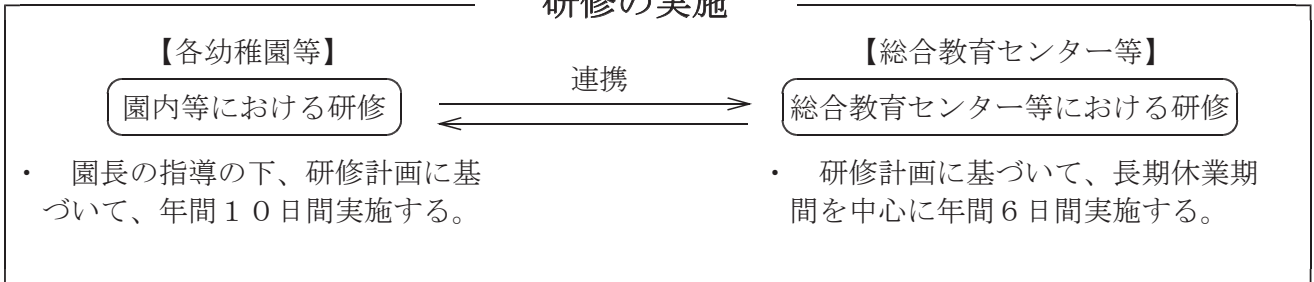 研修の実施
【各幼稚園等】
園内等における研修
・　園長の指導の下、研修計画に基
づいて、年間１０日間実施する。
連携
【総合教育センター等】
総合教育センター等における研修
・　研修計画に基づいて、長期休業期
間を中心に年間６日間実施する。